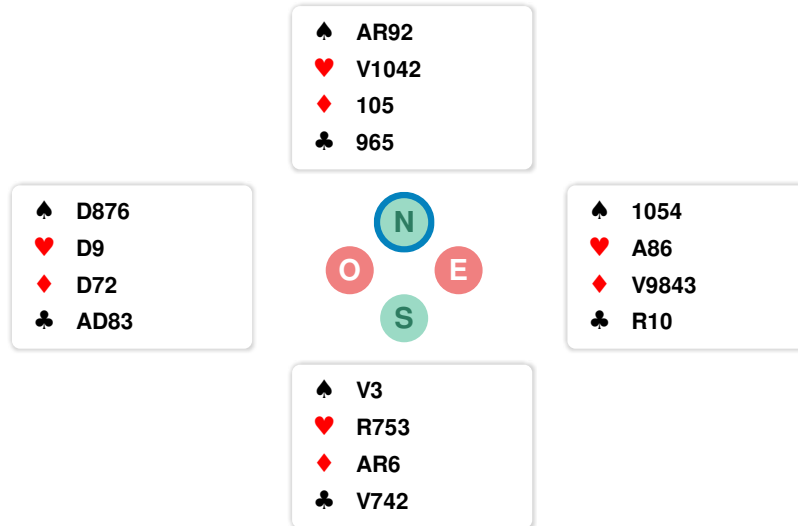 ♠ AR92
♥ V1042
♦ 105
♣ 965
♠ D876
♥ D9
♦ D72
♣ AD83
N
O
E
S
♠ 1054
♥ A86
♦ V9843
♣ R10
♠ V3
♥ R753
♦ AR6
♣ V742